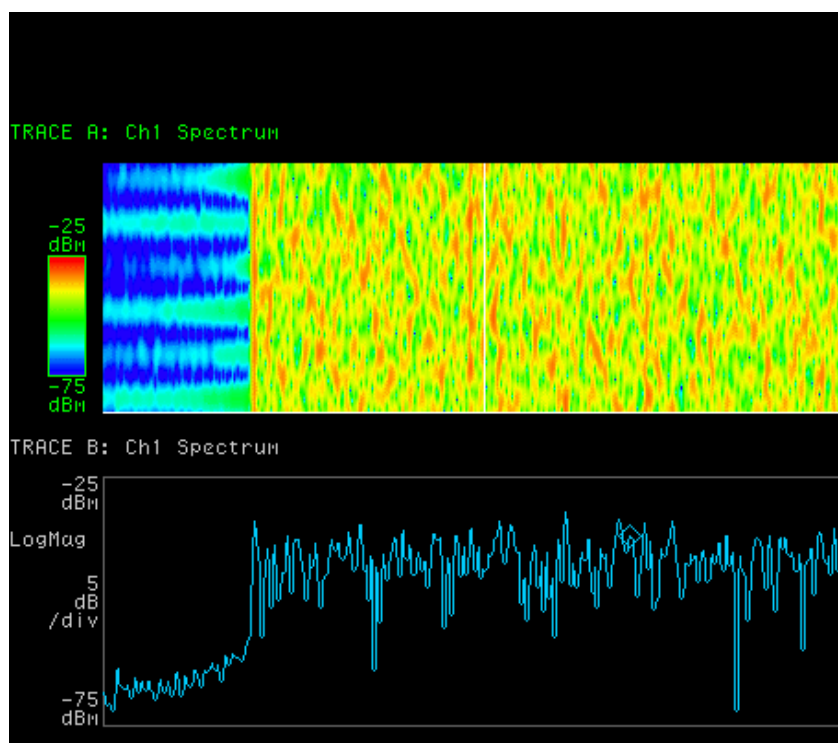 TRACE A: Ch1 Spectrum
-25
dBm
-75
dBm
TRACE B: Ch1 Spectrum
-25
dBm
LogMag
5
dB
/div
-75
dBm